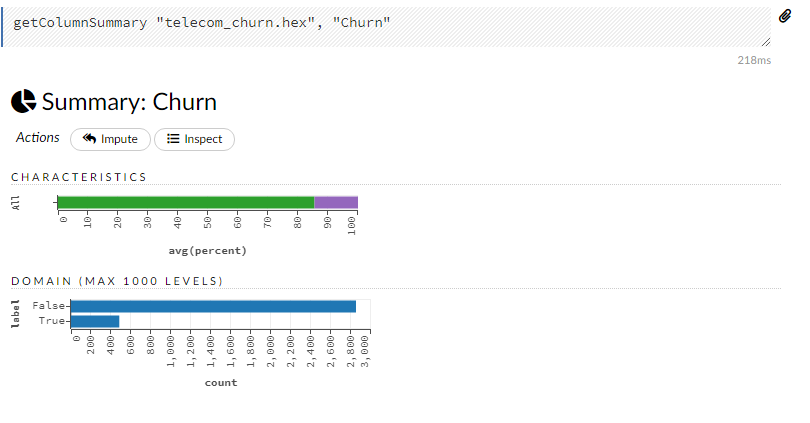 getColumnSummary "telecom_churn.hex", "Churn"
218ms
Summary: Churn
Actions Impute Inspect
CHARACTERISTICS
All
0 10 20 30 40 50 60 70 80 90 100
avg(percent)
DOMAIN (MAX 1000 LEVELS)
label
False
True
0 200 400 600 800 1,000 1,200 1,400 1,600 1,800 2,000 2,200 2,400 2,600 2,800 3,000
count